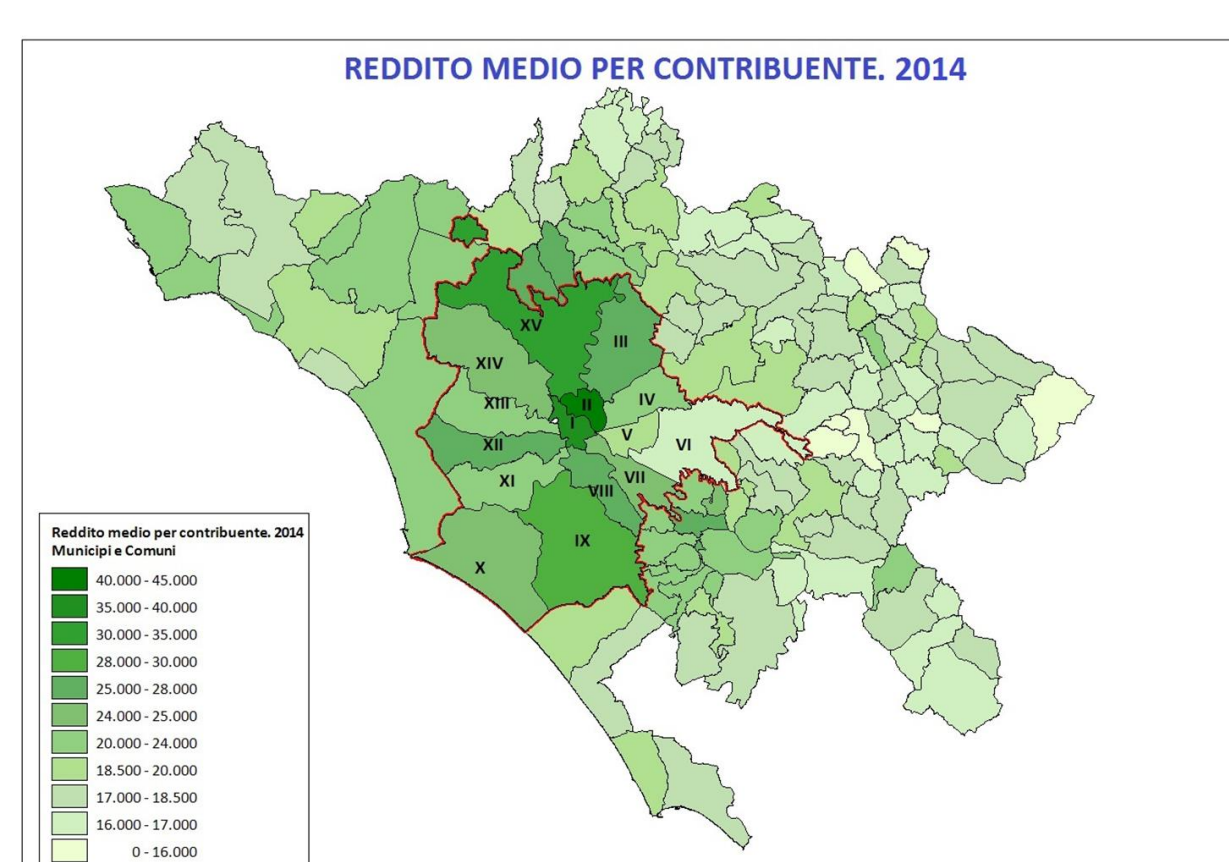 REDDITO MEDIO PER CONTRIBUENTE. 2014
XV
III
XIV
II
IV
XIII
I
V
XII
VI
VII
XI
VIII
IX
X
Reddito medio per contribuente. 2014
Municipi e Comuni
40.000 - 45.000
35.000 - 40.000
30.000 - 35.000
28.000 - 30.000
25.000 - 28.000
24.000 - 25.000
20.000 - 24.000
18.500 - 20.000
17.000 - 18.500
16.000 - 17.000
0 - 16.000